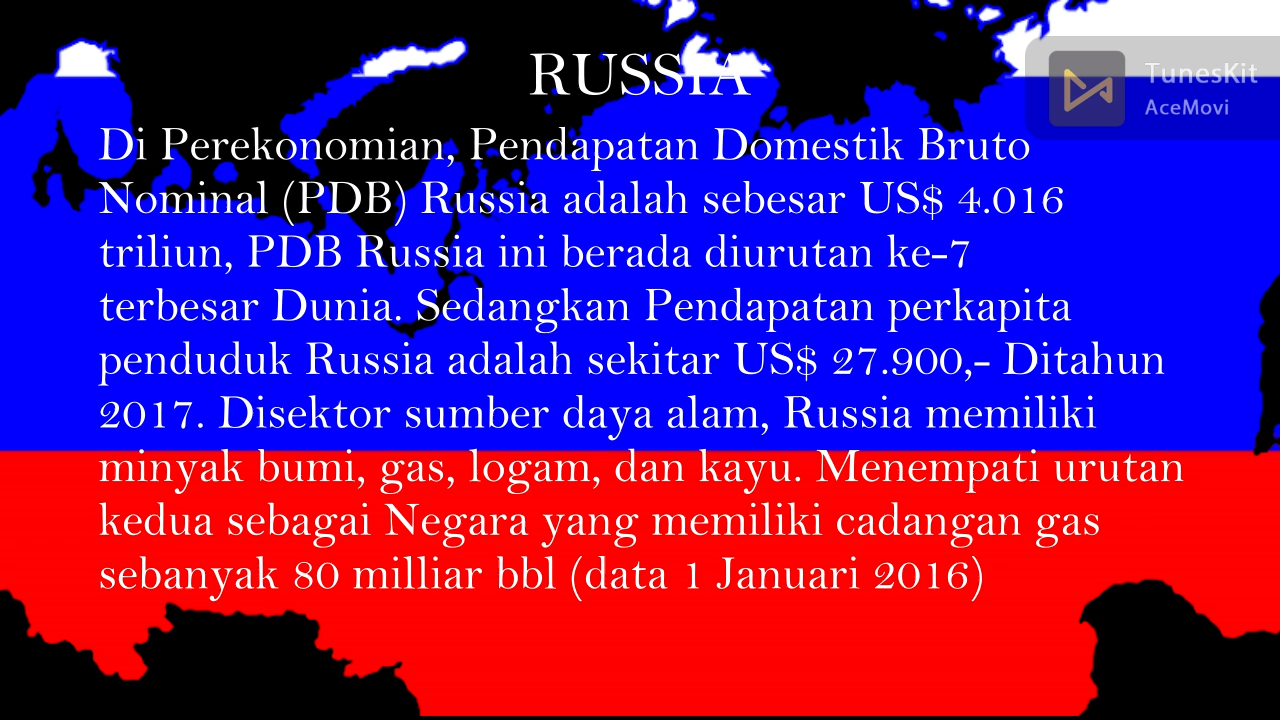 RUSSIA
TunesKit
AceMovi
Di Perekonomian, Pendapatan Domestik Bruto
Nominal (PDB) Russia adalah sebesar US$ 4.016
triliun, PDB Russia ini berada diurutan ke-7
terbesar Dunia. Sedangkan Pendapatan perkapita
penduduk Russia adalah sekitar US$ 27.900,- Ditahun
2017. Disektor sumber daya alam, Russia memiliki
minyak bumi, gas, logam, dan kayu. Menempati urutan
kedua sebagai Negara yang memiliki cadangan gas
sebanyak 80 milliar bbl (data 1 Januari 2016)